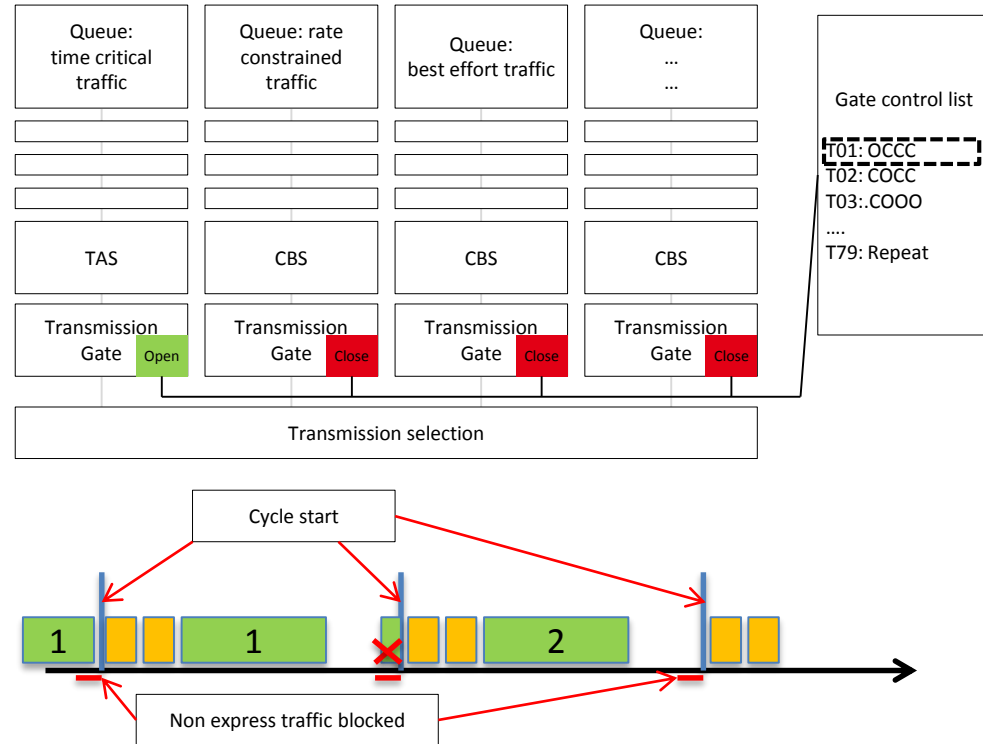 Queue:
time critical
traffic
Queue: rate
constrained
traffic
Queue:
best effort traffic
Queue:
…
…
Gate control list
T01: OCCC
T02: COCC
T03:.COOO
....
T79: Repeat
TAS
CBS
CBS
CBS
Transmission
Gate
Open
Transmission
Gate
Close
Transmission
Gate
Close
Transmission
Gate
Close
Transmission selection
Cycle start
1
1
2
Non express traffic blocked